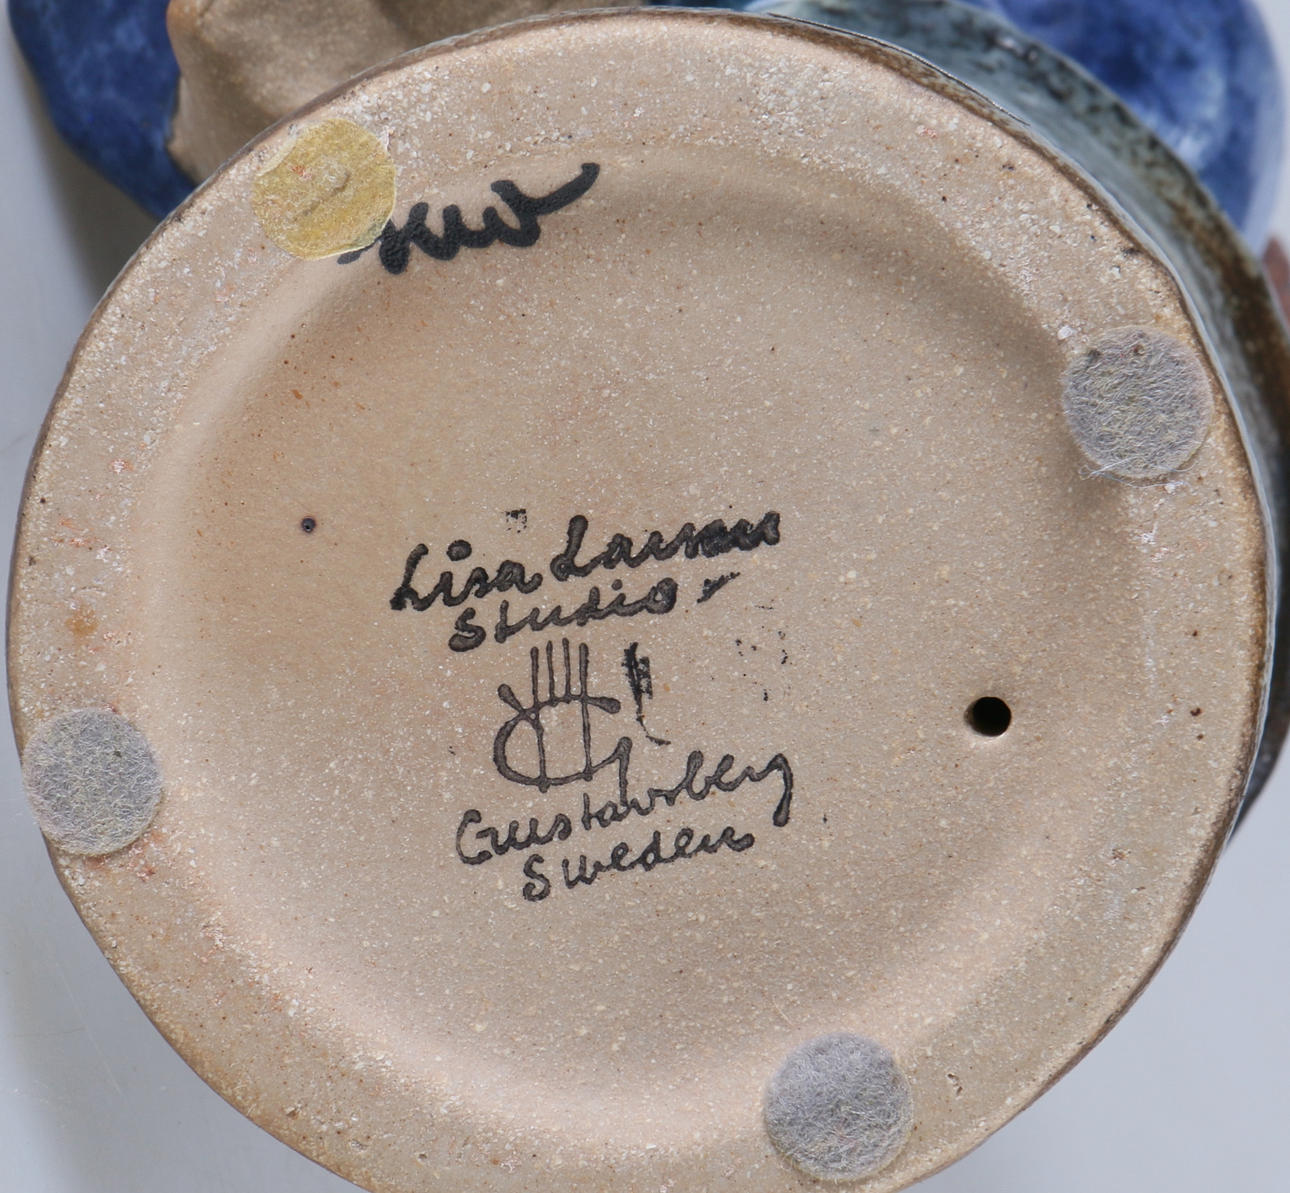 Lisa Larson
Studio
Gustavsberg
Sweden